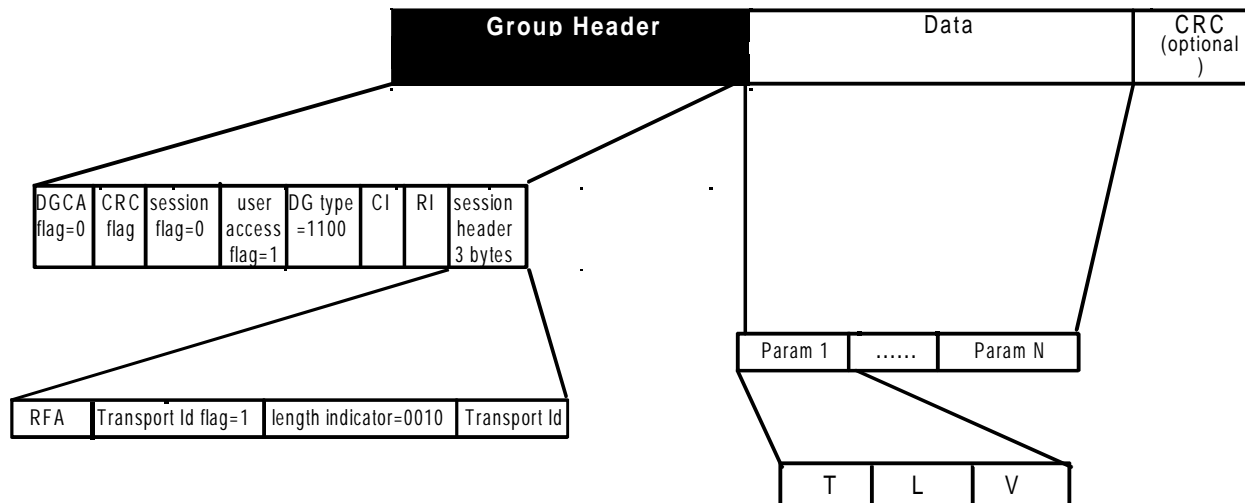 Group Header
Data
CRC
(optional
)
DGCA
flag=0
CRC
flag
session
flag=0
user
access
flag=1
DG type
=1100
CI
RI
session
header
3 bytes
Param 1
......
Param N
RFA
Transport Id flag=1
length indicator=0010
Transport Id
T
L
V